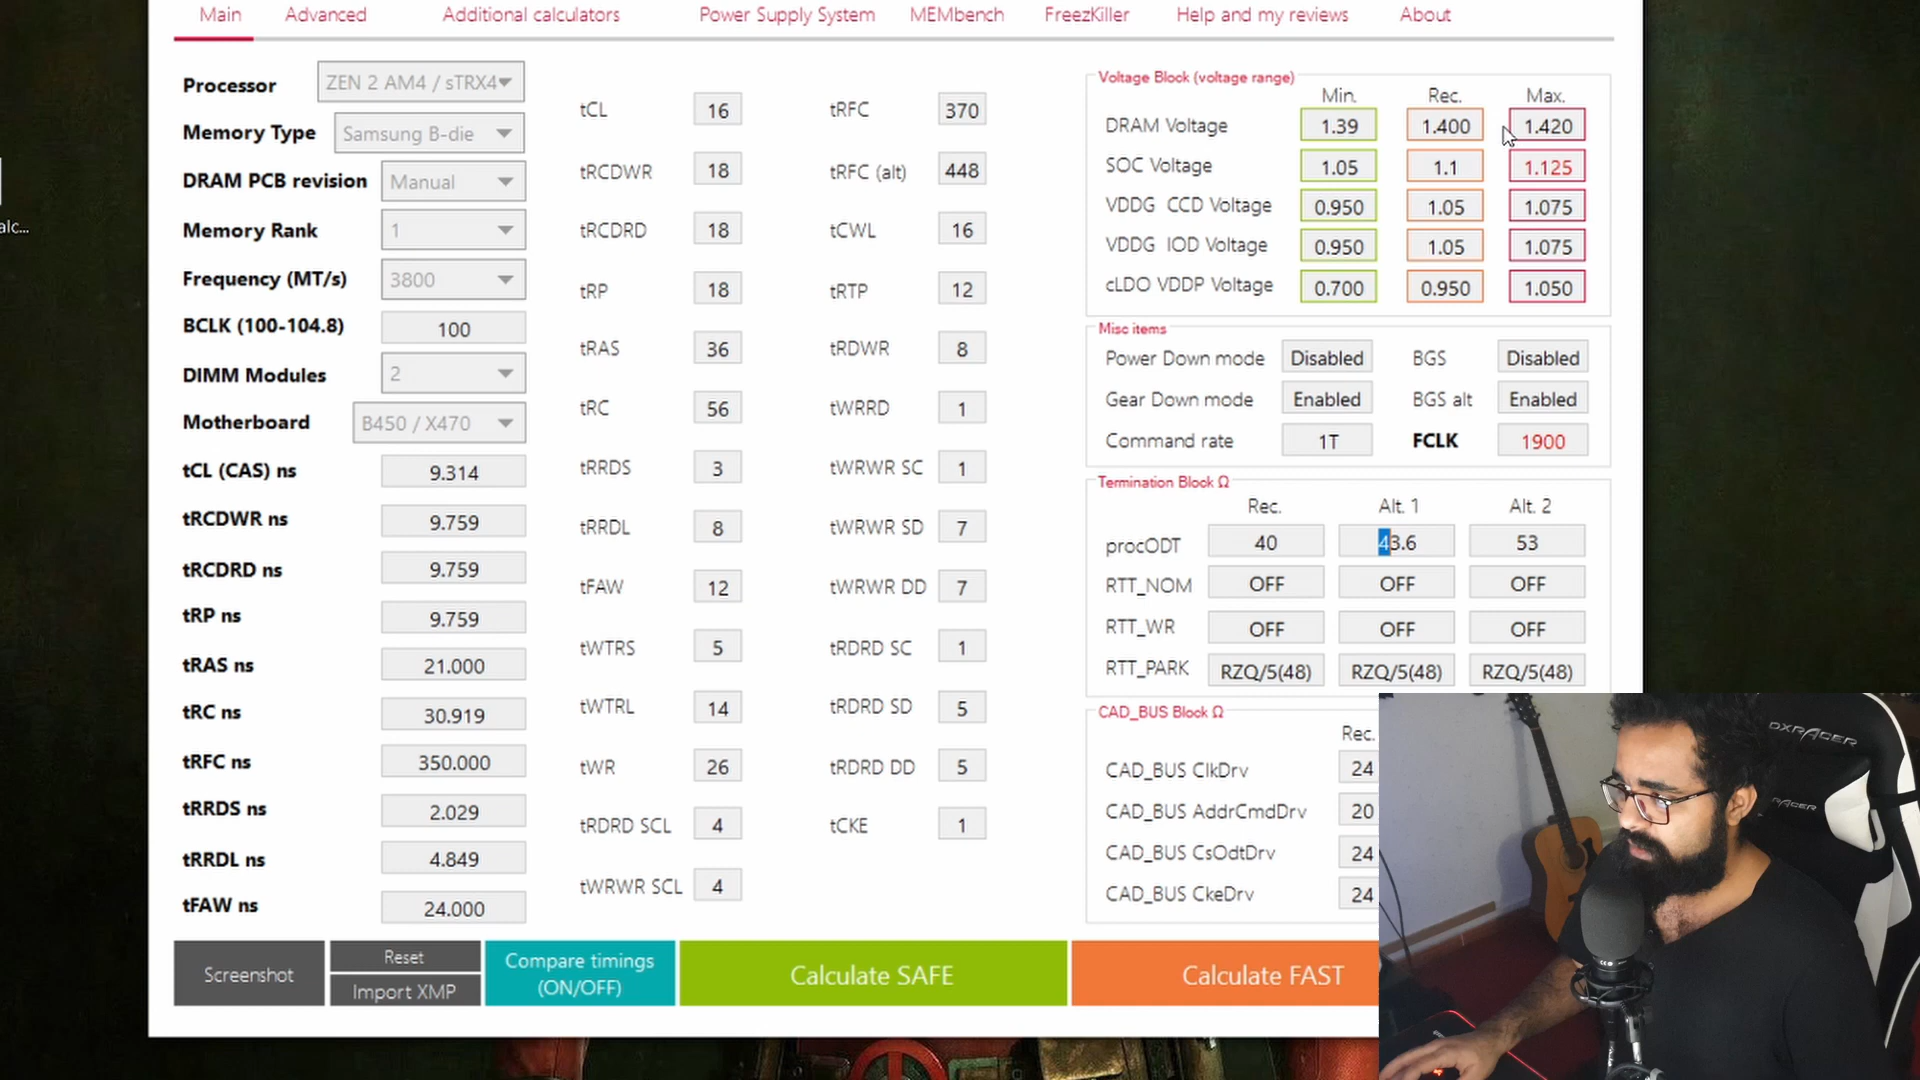 Main Advanced Additional calculators Power Supply System MEMbench FreezKiller Help and my reviews About
Processor ZEN 2 AM4 / sTRX4
Memory Type Samsung B-die
DRAM PCB revision Manual
Memory Rank 1
Frequency (MT/s) 3800
BCLK (100-104.8) 100
DIMM Modules 2
Motherboard B450 / X470
tCL (CAS) ns 9.314
tRCDWR ns 9.759
tRCDRD ns 9.759
tRP ns 9.759
tRAS ns 21.000
tRC ns 30.919
tRFC ns 350.000
tRRDS ns 2.029
tRRDL ns 4.849
tFAW ns 24.000
tCL 16
tRCDWR 18
tRCDRD 18
tRP 18
tRAS 36
tRC 56
tRRDS 3
tRRDL 8
tFAW 12
tWTRS 5
tWTRL 14
tWR 26
tRDRD SCL 4
tWRWR SCL 4
tRFC 370
tRFC (alt) 448
tCWL 16
tRTP 12
tRDWR 8
tWRRD 1
tWRWR SC 1
tWRWR SD 7
tWRWR DD 7
tRDRD SC 1
tRDRD SD 5
tRDRD DD 5
tCKE 1
Voltage Block (voltage range)
Min. Rec. Max.
DRAM Voltage 1.39 1.400 1.420
SOC Voltage 1.05 1.1 1.125
VDDG CCD Voltage 0.950 1.05 1.075
VDDG IOD Voltage 0.950 1.05 1.075
cLDO VDDP Voltage 0.700 0.950 1.050
Misc items
Power Down mode Disabled BGS Disabled
Gear Down mode Enabled BGS alt Enabled
Command rate 1T FCLK 1900
Termination Block Ω
Rec. Alt. 1 Alt. 2
procODT 40 43.6 53
RTT_NOM OFF OFF OFF
RTT_WR OFF OFF OFF
RTT_PARK RZQ/5(48) RZQ/5(48) RZQ/5(48)
CAD_BUS Block Ω
Rec.
CAD_BUS ClkDrv 24
CAD_BUS AddrCmdDrv 20
CAD_BUS CsOdtDrv 24
CAD_BUS CkeDrv 24
Screenshot
Reset
Import XMP
Compare timings
(ON/OFF)
Calculate SAFE
Calculate FAST
alc...
DXRACER
RACER